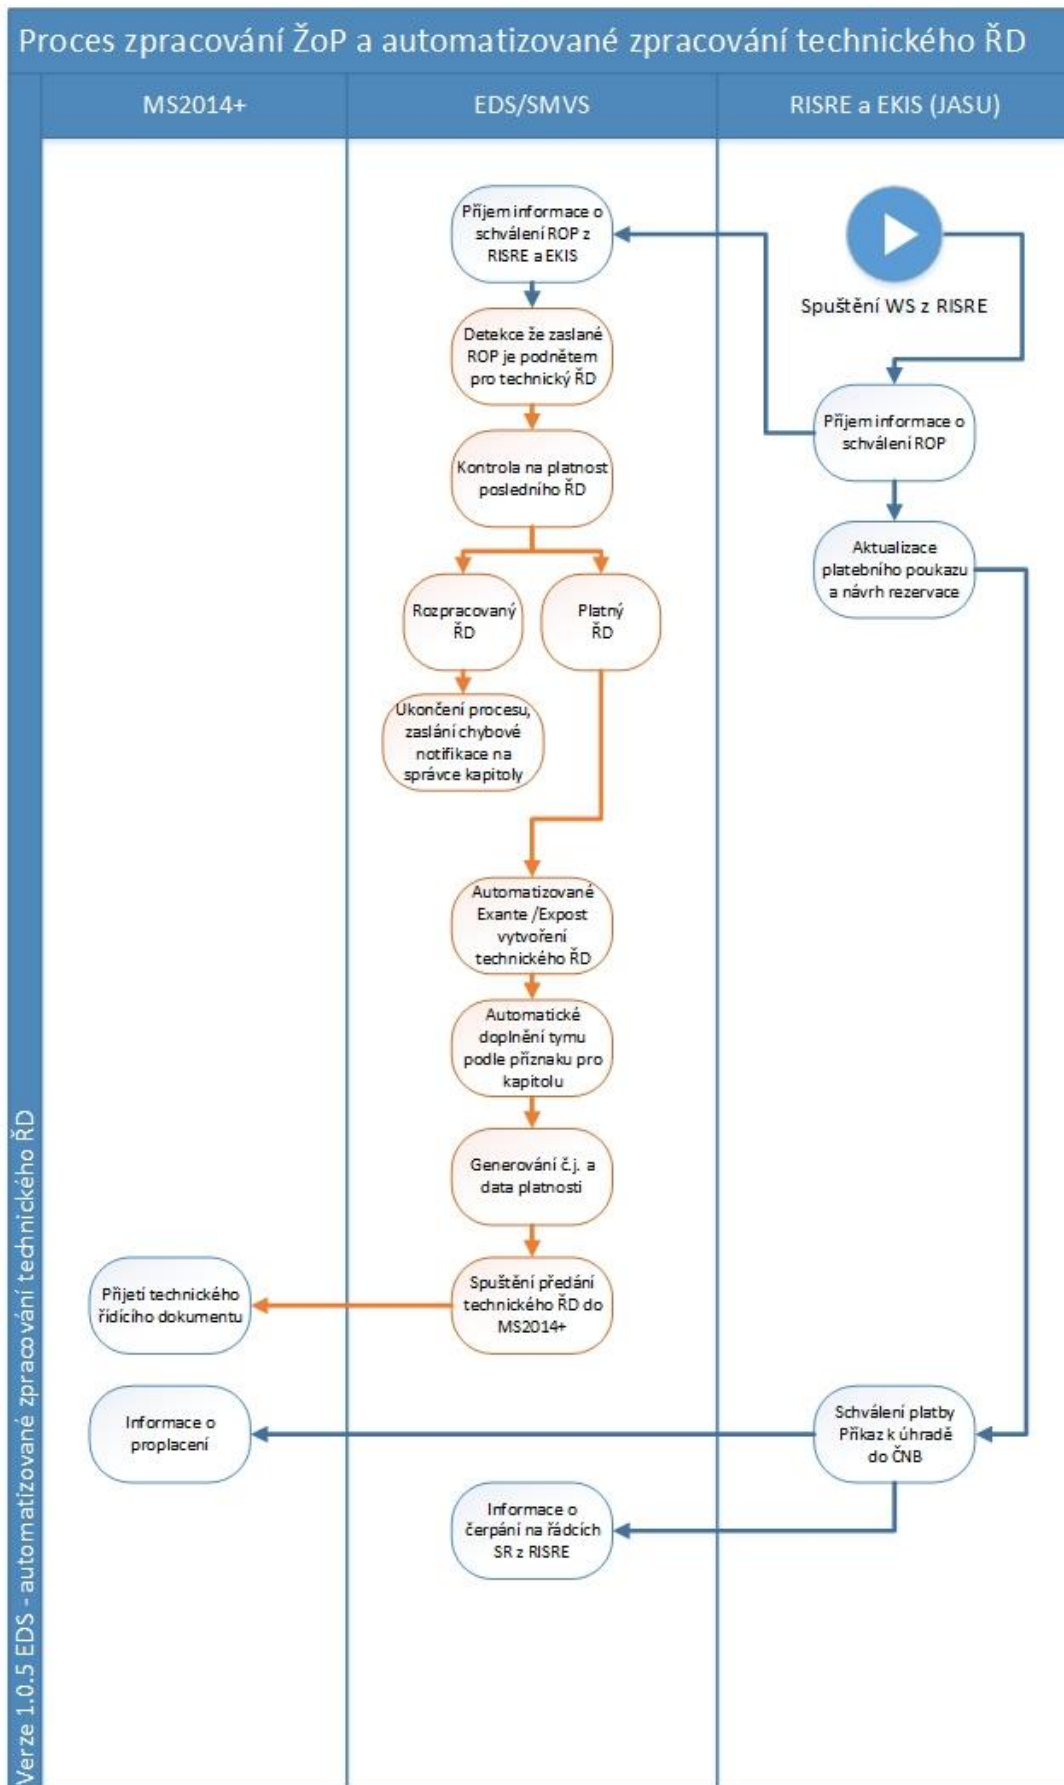 Proces zpracování ŽoP a automatizované zpracování technického ŘD
MS2014+
EDS/SMVS
RISRE a EKIS (JASU)
Příjem informace o
schválení ROP z
RISRE a EKIS
Spuštění WS z RISRE
Detekce že zaslané
ROP je podnětem
pro technický ŘD
Příjem informace o
schválení ROP
Kontrola na platnost
posledního ŘD
Aktualizace
platebního poukazu
a návrh rezervace
Rozpracovaný
ŘD
Platný
ŘD
Ukončení procesu,
zaslání chybové
notifikace na
správce kapitoly
Automatizované
Exante /Expost
vytvoření
technického ŘD
Automatické
doplnění tymu
podle příznaku pro
kapitolu
Generování č.j. a
data platnosti
Spuštění předání
technického ŘD do
MS2014+
Přijetí technického
řídícího dokumentu
Schválení platby
Příkaz k úhradě
do ČNB
Informace o
proplacení
Informace o
čerpání na řádcích
SR z RISRE
Verze 1.0.5 EDS - automatizované zpracování technického ŘD